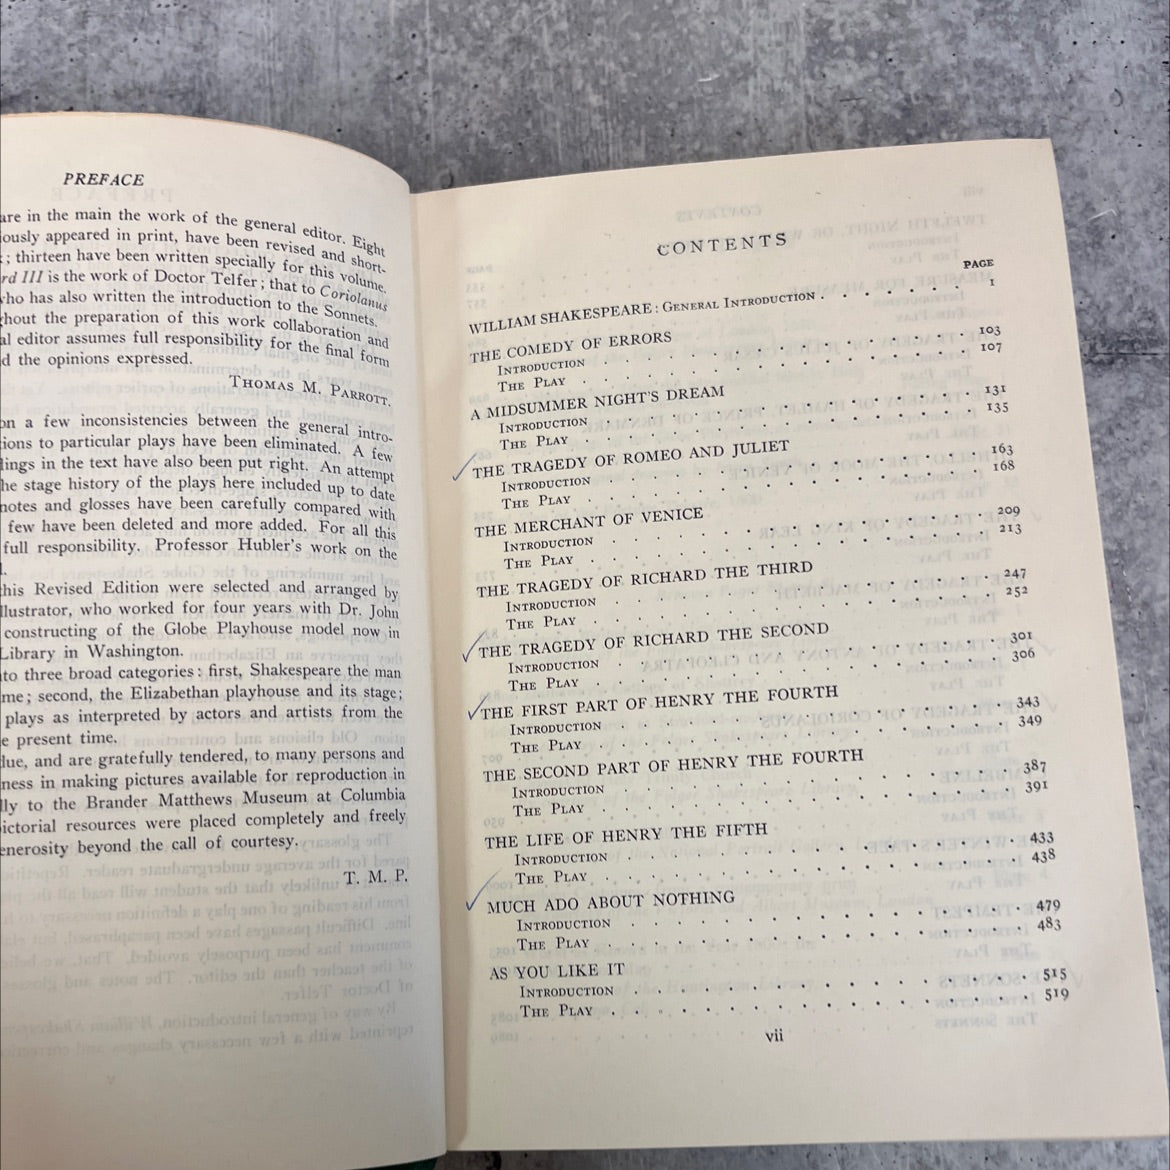 PREFACE
are in the main the work of the general editor. Eight
iously appeared in print, have been revised and short-
; thirteen have been written specially for this volume.
rd III is the work of Doctor Telfer; that to Coriolanus
who has also written the introduction to the Sonnets.
ghout the preparation of this work collaboration and
al editor assumes full responsibility for the final form
d the opinions expressed.
THOMAS M. PARROTT.
on a few inconsistencies between the general intro-
ions to particular plays have been eliminated. A few
lings in the text have also been put right. An attempt
he stage history of the plays here included up to date
notes and glosses have been carefully compared with
few have been deleted and more added. For all this
full responsibility. Professor Hubler's work on the
l.
his Revised Edition were selected and arranged by
llustrator, who worked for four years with Dr. John
constructing of the Globe Playhouse model now in
Library in Washington.
to three broad categories: first, Shakespeare the man
me; second, the Elizabethan playhouse and its stage;
plays as interpreted by actors and artists from the
e present time.
lue, and are gratefully tendered, to many persons and
ness in making pictures available for reproduction in
lly to the Brander Matthews Museum at Columbia
ictorial resources were placed completely and freely
enerosity beyond the call of courtesy.
T. M. P.
CONTENTS
PAGE
WILLIAM SHAKESPEARE: GENERAL INTRODUCTION . . . . . . 1
THE COMEDY OF ERRORS
INTRODUCTION . . . . . . . . . . . 103
THE PLAY . . . . . . . . . . . 107
A MIDSUMMER NIGHT'S DREAM
INTRODUCTION . . . . . . . . . . . 131
THE PLAY . . . . . . . . . . . 135
THE TRAGEDY OF ROMEO AND JULIET
INTRODUCTION . . . . . . . . . . . 163
THE PLAY . . . . . . . . . . . 168
THE MERCHANT OF VENICE
INTRODUCTION . . . . . . . . . . . 209
THE PLAY . . . . . . . . . . . 213
THE TRAGEDY OF RICHARD THE THIRD
INTRODUCTION . . . . . . . . . . . 247
THE PLAY . . . . . . . . . . . 252
THE TRAGEDY OF RICHARD THE SECOND
INTRODUCTION . . . . . . . . . . . 301
THE PLAY . . . . . . . . . . . 306
THE FIRST PART OF HENRY THE FOURTH
INTRODUCTION . . . . . . . . . . . 343
THE PLAY . . . . . . . . . . . 349
THE SECOND PART OF HENRY THE FOURTH
INTRODUCTION . . . . . . . . . . . 387
THE PLAY . . . . . . . . . . . 391
THE LIFE OF HENRY THE FIFTH
INTRODUCTION . . . . . . . . . . . 433
THE PLAY . . . . . . . . . . . 438
MUCH ADO ABOUT NOTHING
INTRODUCTION . . . . . . . . . . . 479
THE PLAY . . . . . . . . . . . 483
AS YOU LIKE IT
INTRODUCTION . . . . . . . . . . . 515
THE PLAY . . . . . . . . . . . 519
vii